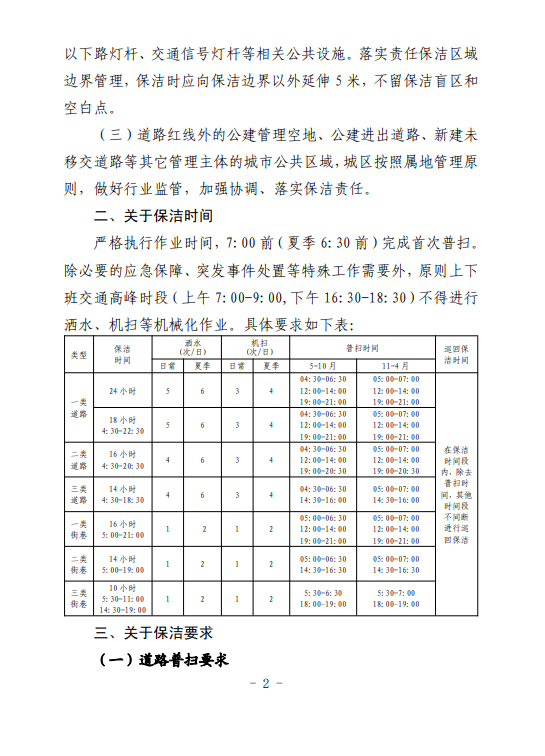 以下路灯杆、交通信号灯杆等相关公共设施。落实责任保洁区域
边界管理，保洁时应向保洁边界以外延伸 5 米，不留保洁盲区和
空白点。
（三）道路红线外的公建管理空地、公建进出道路、新建未
移交道路等其它管理主体的城市公共区域，城区按照属地管理原
则，做好行业监管，加强协调、落实保洁责任。
二、关于保洁时间
严格执行作业时间，7:00 前（夏季 6:30 前）完成首次普扫。
除必要的应急保障、突发事件处置等特殊工作需要外，原则上下
班交通高峰时段（上午 7:00-9:00,下午 16:30-18:30）不得进行
洒水、机扫等机械化作业。具体要求如下表：
类型 保洁时间 洒水（次/日） 机扫（次/日） 普扫时间 巡回保洁时间
日常 夏季 日常 夏季 5-10月 11-4月
一类道路 24小时 5 6 3 4 04:30-06:30 12:00-14:00 19:00-21:00 05:00-07:00 12:00-14:00 19:00-21:00
18小时 4:30-22:30 5 6 3 4 04:30-06:30 12:00-14:00 19:00-21:00 05:00-07:00 12:00-14:00 19:00-21:00
二类道路 16小时 4:30-20:30 4 6 3 4 04:30-06:30 12:00-14:00 19:00-20:30 05:00-07:00 12:00-14:00 19:00-20:30
三类道路 14小时 4:30-18:30 4 6 3 4 04:30-06:30 14:30-16:00 05:00-07:00 14:30-16:00
一类街巷 16小时 5:00-21:00 1 2 1 2 05:00-06:30 12:00-14:00 19:00-21:00 05:00-07:00 12:00-14:00 19:00-21:00
二类街巷 14小时 5:00-19:00 1 2 1 2 05:00-06:30 14:30-16:30 05:00-07:00 14:30-16:30
三类街巷 10小时 5:30-11:00 14:30-19:00 1 2 1 2 5:30-6:30 18:00-19:00 5:30-7:00 18:00-19:00
在保洁时间段内，除去普扫时间，其他时间段不间断进行巡回保洁
三、关于保洁要求
（一）道路普扫要求
- 2 -